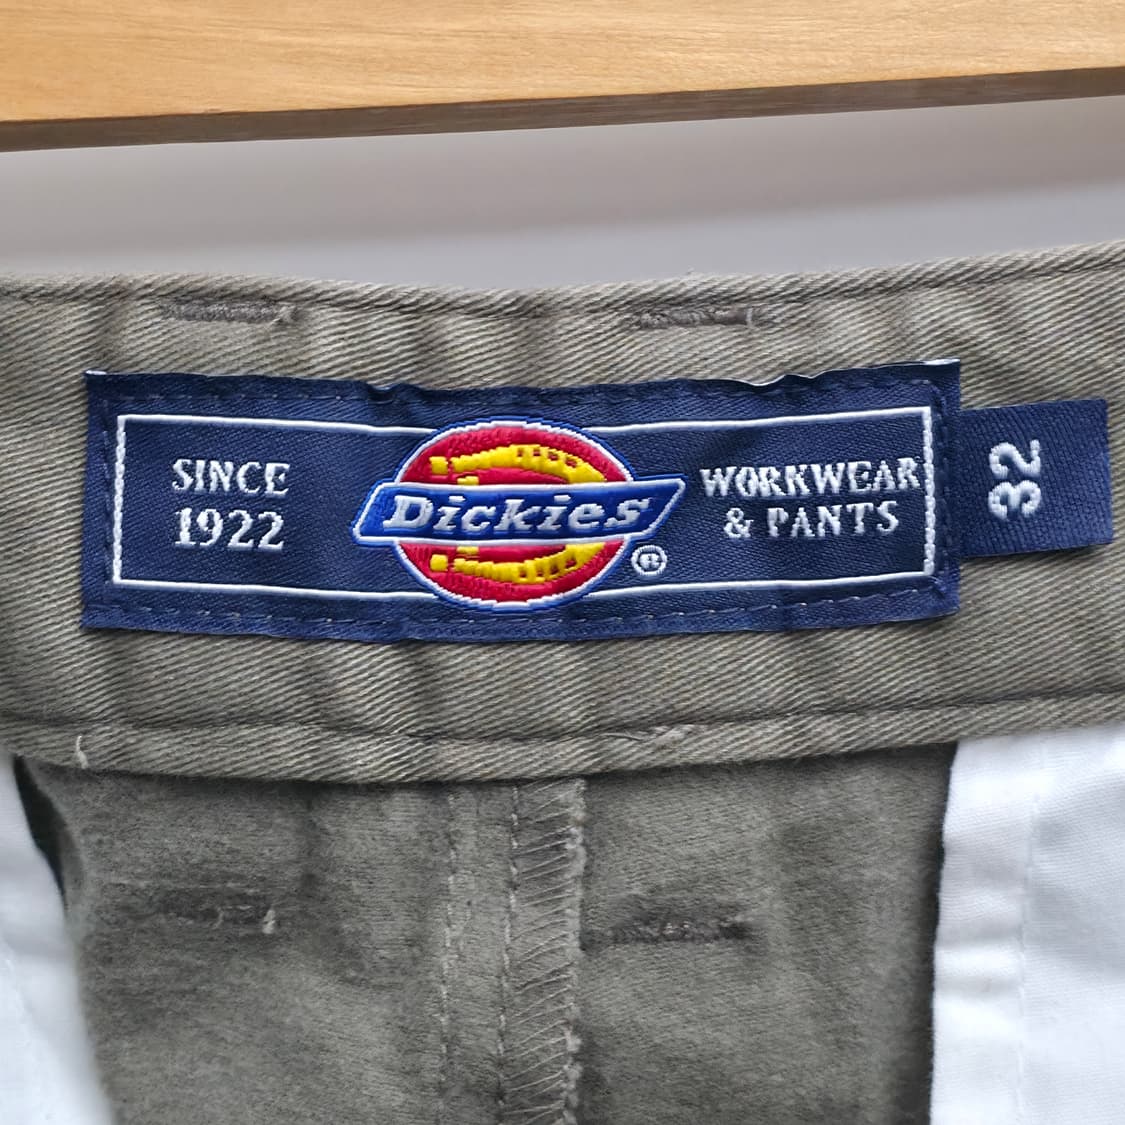 SINCE
1922
Dickies
®
WORKWEAR
& PANTS
32